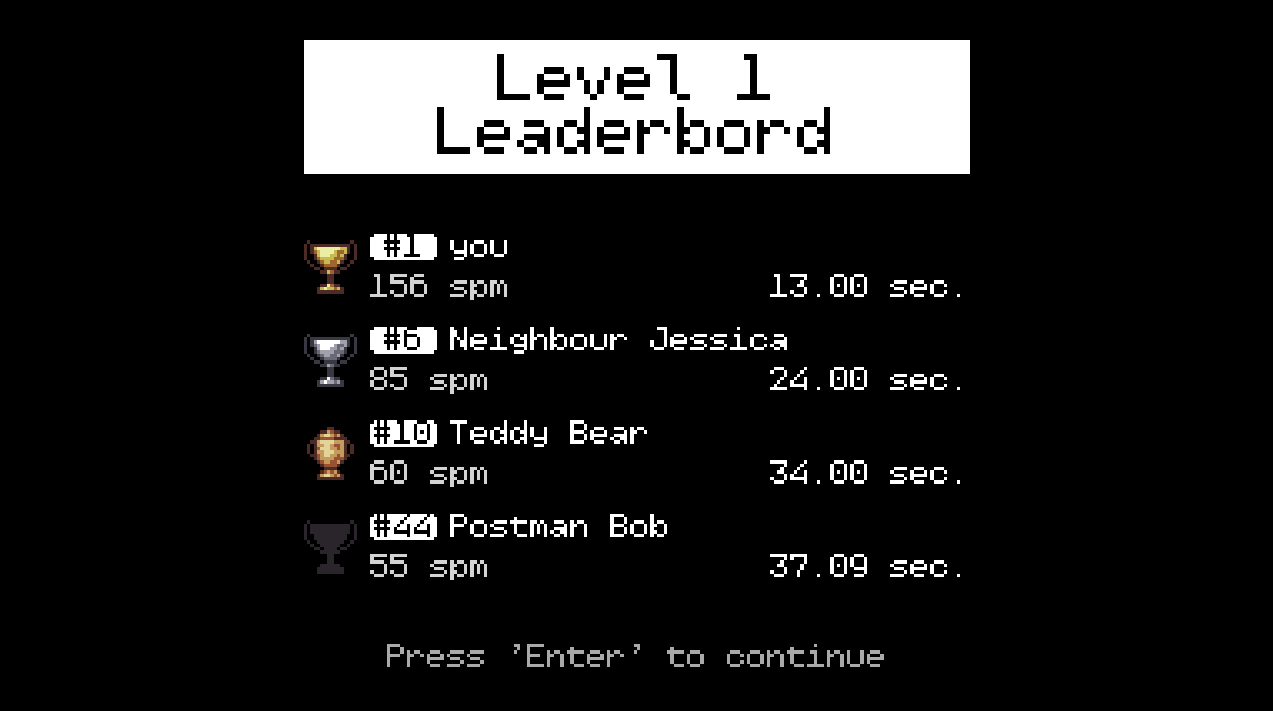 Level 1
Leaderbord
#1 you
156 spm 13.00 sec.
#6 Neighbour Jessica
85 spm 24.00 sec.
#10 Teddy Bear
60 spm 34.00 sec.
#44 Postman Bob
55 spm 37.09 sec.
Press 'Enter' to continue